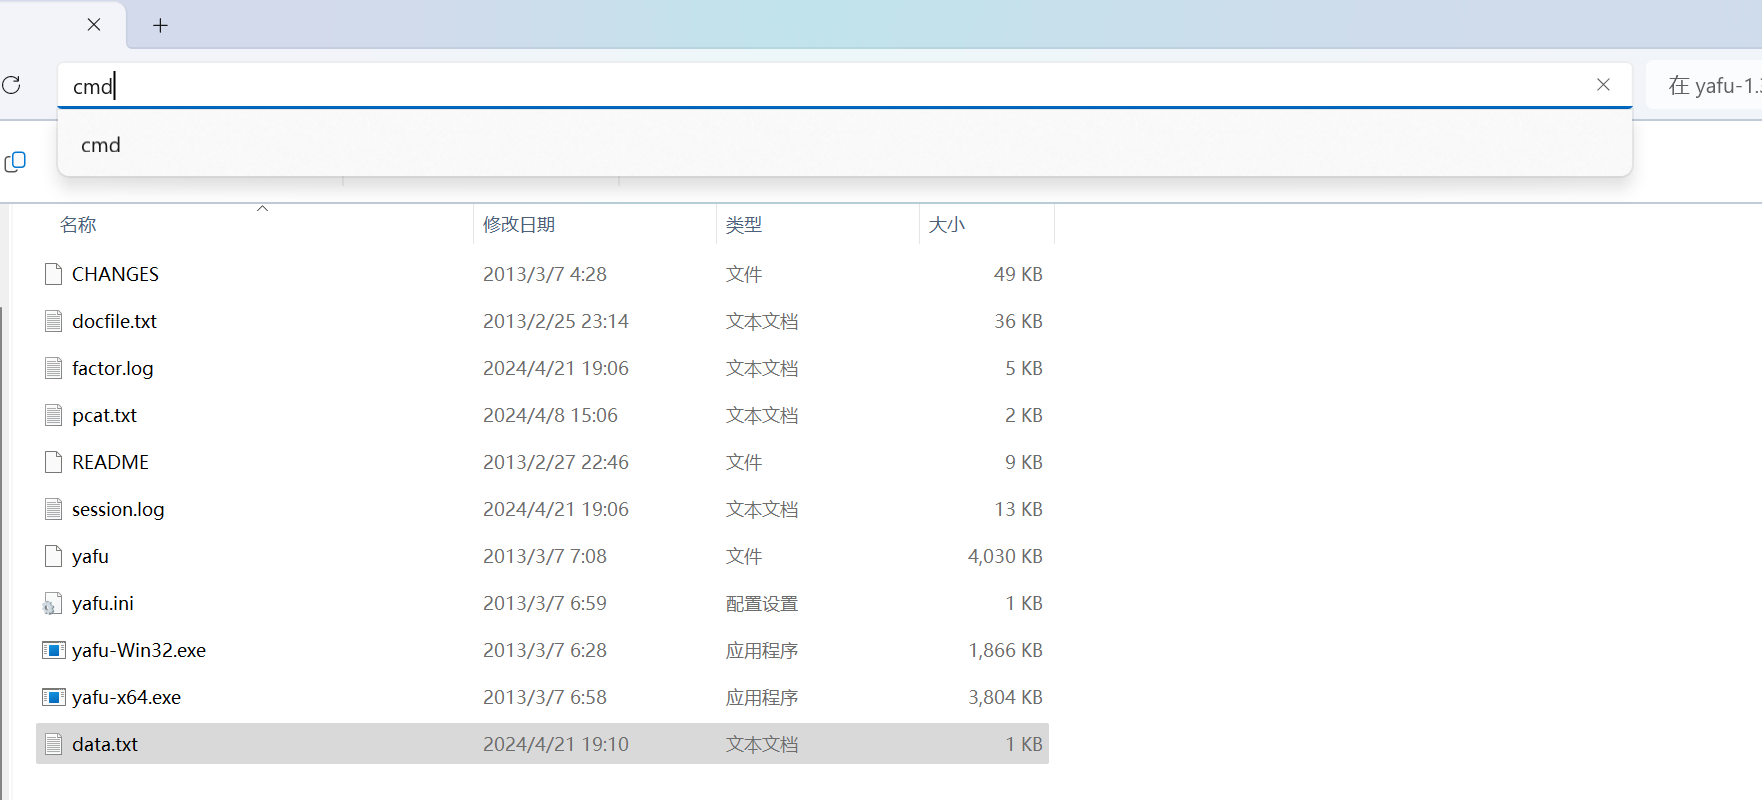 cmd
在 yafu-1.
cmd
名称 修改日期 类型 大小
CHANGES 2013/3/7 4:28 文件 49 KB
docfile.txt 2013/2/25 23:14 文本文档 36 KB
factor.log 2024/4/21 19:06 文本文档 5 KB
pcat.txt 2024/4/8 15:06 文本文档 2 KB
README 2013/2/27 22:46 文件 9 KB
session.log 2024/4/21 19:06 文本文档 13 KB
yafu 2013/3/7 7:08 文件 4,030 KB
yafu.ini 2013/3/7 6:59 配置设置 1 KB
yafu-Win32.exe 2013/3/7 6:28 应用程序 1,866 KB
yafu-x64.exe 2013/3/7 6:58 应用程序 3,804 KB
data.txt 2024/4/21 19:10 文本文档 1 KB